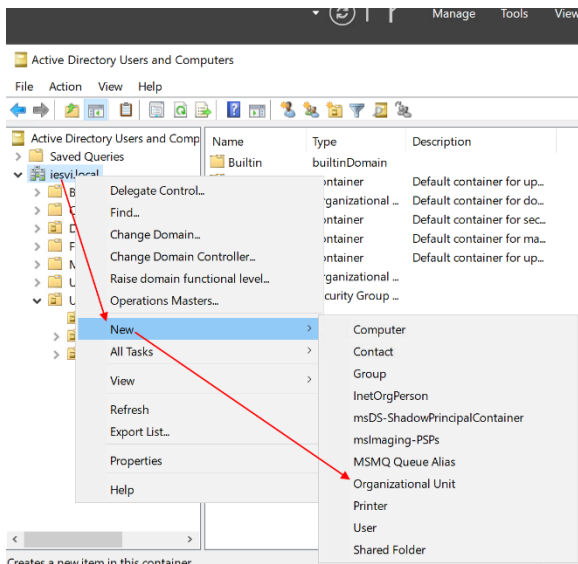 Manage Tools View
Active Directory Users and Computers
File Action View Help
Active Directory Users and Comp
Saved Queries
iesvi.local
B
D
F
U
U
Name Type Description
Builtin builtinDomain
ontainer Default container for up...
rganizational ... Default container for do...
ontainer Default container for sec...
ontainer Default container for ma...
ontainer Default container for up...
rganizational ...
curity Group ...
Delegate Control...
Find...
Change Domain...
Change Domain Controller...
Raise domain functional level...
Operations Masters...
New
All Tasks
View
Refresh
Export List...
Properties
Help
Computer
Contact
Group
InetOrgPerson
msDS-ShadowPrincipalContainer
msImaging-PSPs
MSMQ Queue Alias
Organizational Unit
Printer
User
Shared Folder
Creates a new item in this container